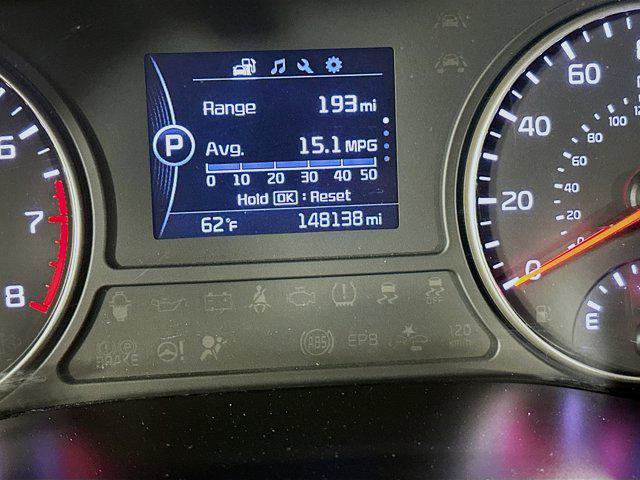 Range 193 mi
P
Avg. 15.1 MPG
0 10 20 30 40 50
Hold OK : Reset
62°F 148138 mi
6
7
8
60
40
20
0
100
80
60
40
20
E
BRAKE
ABS
EPB
120
km/h